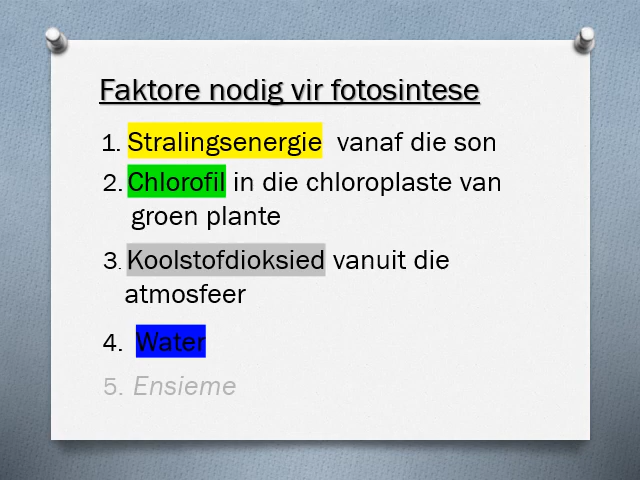 Faktore nodig vir fotosintese
1. Stralingsenergie vanaf die son
2. Chlorofil in die chloroplaste van
groen plante
3. Koolstofdioksied vanuit die
atmosfeer
4. Water
5. Ensieme